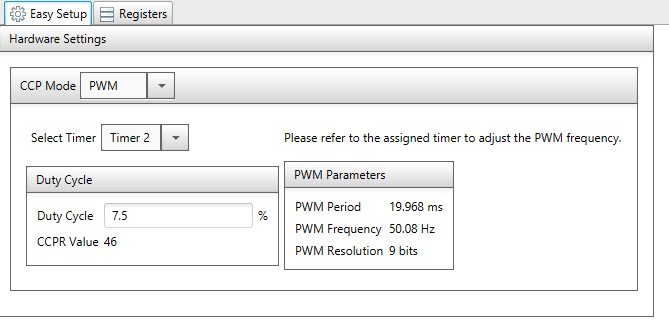 Easy Setup Registers
Hardware Settings
CCP Mode PWM
Select Timer Timer 2 Please refer to the assigned timer to adjust the PWM frequency.
Duty Cycle
Duty Cycle 7.5 %
CCPR Value 46
PWM Parameters
PWM Period 19.968 ms
PWM Frequency 50.08 Hz
PWM Resolution 9 bits